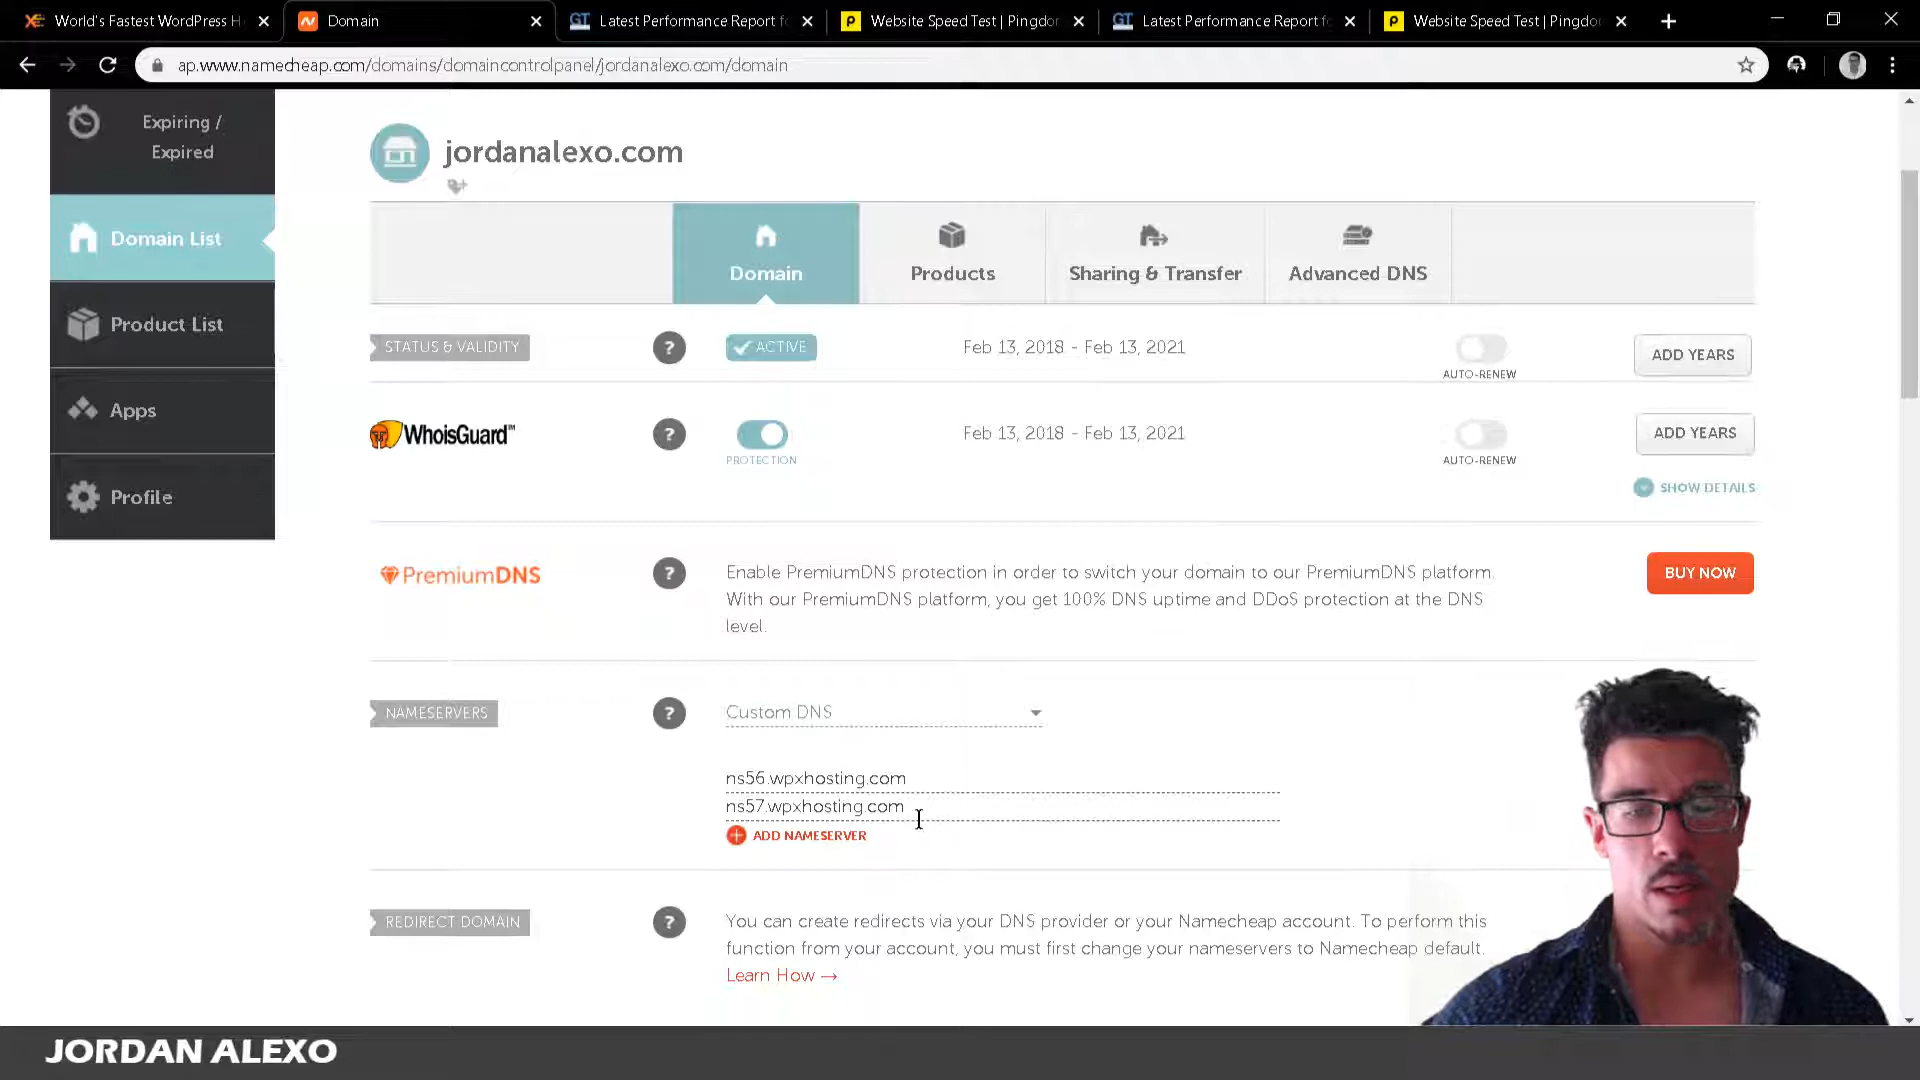 World's Fastest WordPress H
Domain
Latest Performance Report fo
Website Speed Test | Pingdor
Latest Performance Report fo
Website Speed Test | Pingdo
ap.www.namecheap.com/domains/domaincontrolpanel/jordanalexo.com/domain
Expiring /
Expired
Domain List
Product List
Apps
Profile
jordanalexo.com
Domain
Products
Sharing & Transfer
Advanced DNS
STATUS & VALIDITY
?
ACTIVE
Feb 13, 2018 - Feb 13, 2021
AUTO-RENEW
ADD YEARS
WhoisGuard™
?
PROTECTION
Feb 13, 2018 - Feb 13, 2021
AUTO-RENEW
ADD YEARS
SHOW DETAILS
PremiumDNS
?
Enable PremiumDNS protection in order to switch your domain to our PremiumDNS platform.
With our PremiumDNS platform, you get 100% DNS uptime and DDoS protection at the DNS
level.
BUY NOW
NAMESERVERS
?
Custom DNS
ns56.wpxhosting.com
ns57.wpxhosting.com
ADD NAMESERVER
REDIRECT DOMAIN
?
You can create redirects via your DNS provider or your Namecheap account. To perform this
function from your account, you must first change your nameservers to Namecheap default.
Learn How →
JORDAN ALEXO